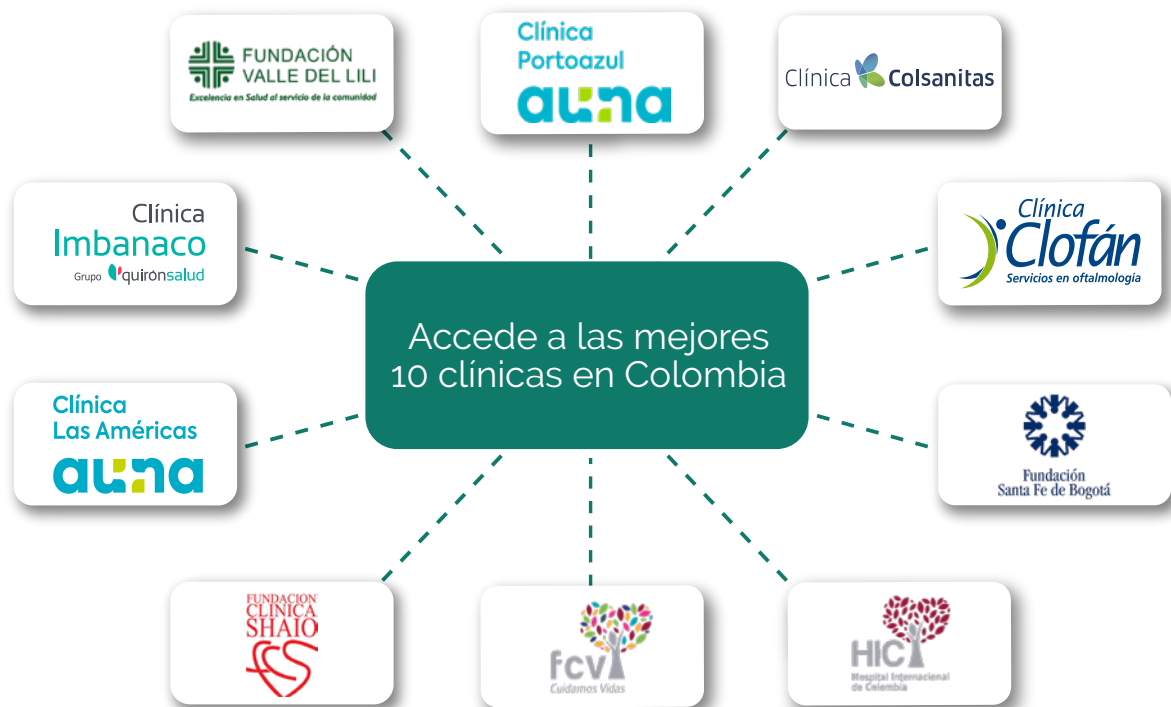 FUNDACIÓN
VALLE DEL LILI
Excelencia en Salud al servicio de la comunidad
Clínica
Portoazul
auna
Clínica Colsanitas
Clínica
Imbanaco
Grupo quirónsalud
Clínica
Clofán
Servicios en oftalmología
Accede a las mejores
10 clínicas en Colombia
Clínica
Las Américas
auna
Fundación
Santa Fe de Bogotá
FUNDACION
CLINICA
SHAIO
fcv
Cuidamos Vidas
HIC
Hospital Internacional
de Colombia